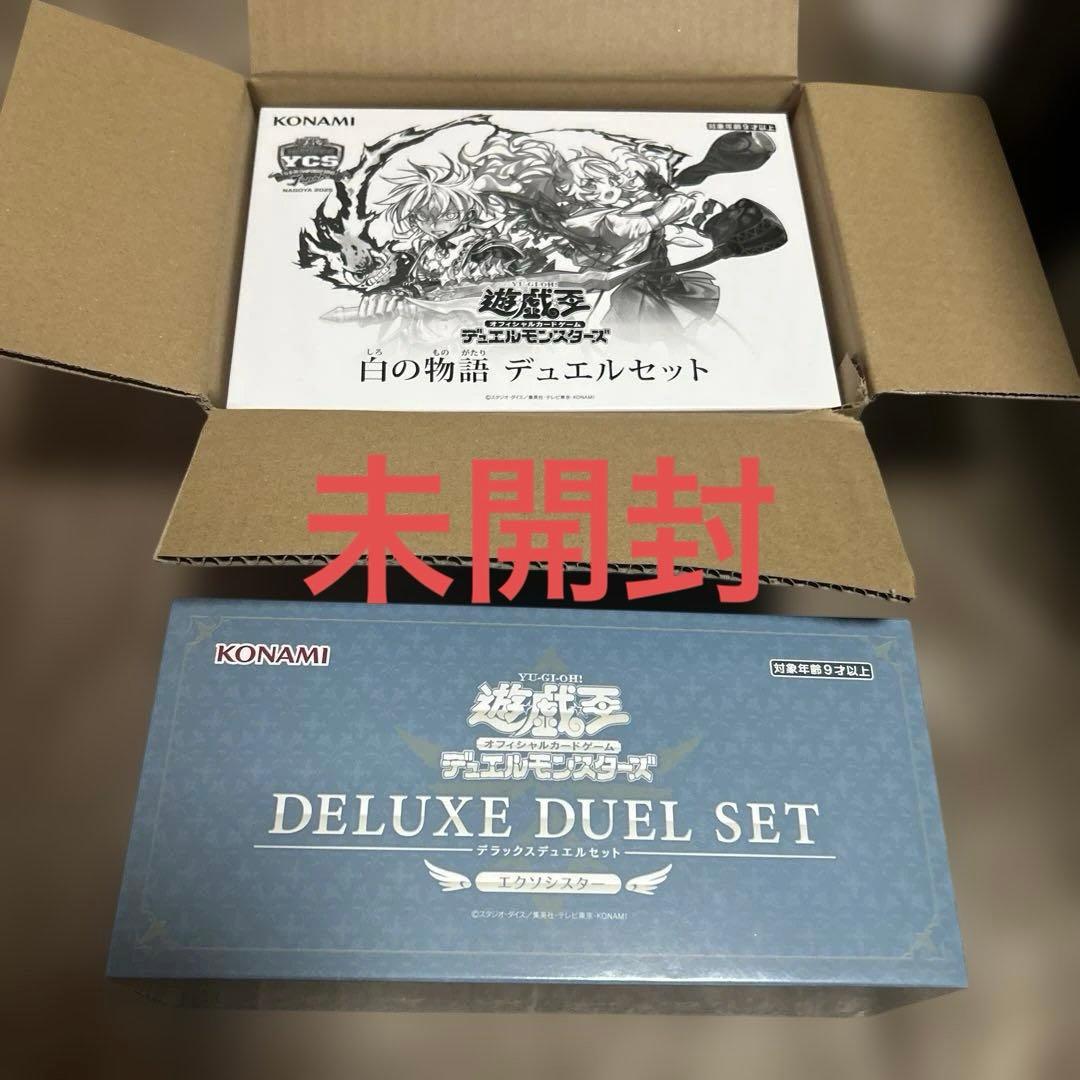 KONAMI
対象年齢9才以上
YCS
NAGOYA 2025
YU-GI-OH!
遊戯王
オフィシャルカードゲーム
デュエルモンスターズ
しろ もの がたり
白の物語 デュエルセット
©スタジオ・ダイス/集英社・テレビ東京・KONAMI
未開封
KONAMI
対象年齢9才以上
YU-GI-OH!
遊戯王
オフィシャルカードゲーム
デュエルモンスターズ
DELUXE DUEL SET
デラックスデュエルセット
エクソシスター
©スタジオ・ダイス/集英社・テレビ東京・KONAMI